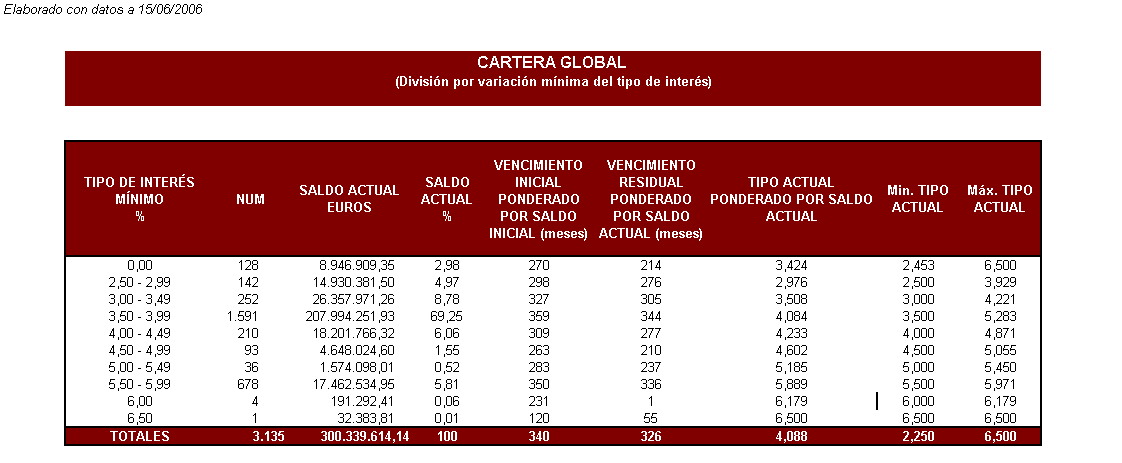 Elaborado con datos a 15/06/2006
CARTERA GLOBAL
(División por variación mínima del tipo de interés)
TIPO DE INTERÉS MÍNIMO % NUM SALDO ACTUAL EUROS SALDO ACTUAL % VENCIMIENTO INICIAL PONDERADO POR SALDO INICIAL (meses) VENCIMIENTO RESIDUAL PONDERADO POR SALDO ACTUAL (meses) TIPO ACTUAL PONDERADO POR SALDO ACTUAL Min. TIPO ACTUAL Máx. TIPO ACTUAL
0,00 128 8.946.909,35 2,98 270 214 3,424 2,453 6,500
2,50 - 2,99 142 14.930.381,50 4,97 298 276 2,976 2,500 3,929
3,00 - 3,49 252 26.357.971,26 8,78 327 305 3,508 3,000 4,221
3,50 - 3,99 1.591 207.994.251,93 69,25 359 344 4,084 3,500 5,283
4,00 - 4,49 210 18.201.766,32 6,06 309 277 4,233 4,000 4,871
4,50 - 4,99 93 4.648.024,60 1,55 263 210 4,602 4,500 5,055
5,00 - 5,49 36 1.574.098,01 0,52 283 237 5,185 5,000 5,450
5,50 - 5,99 678 17.462.534,95 5,81 350 336 5,889 5,500 5,971
6,00 4 191.292,41 0,06 231 1 6,179 6,000 6,179
6,50 1 32.383,81 0,01 120 55 6,500 6,500 6,500
TOTALES 3.135 300.339.614,14 100 340 326 4,088 2,250 6,500